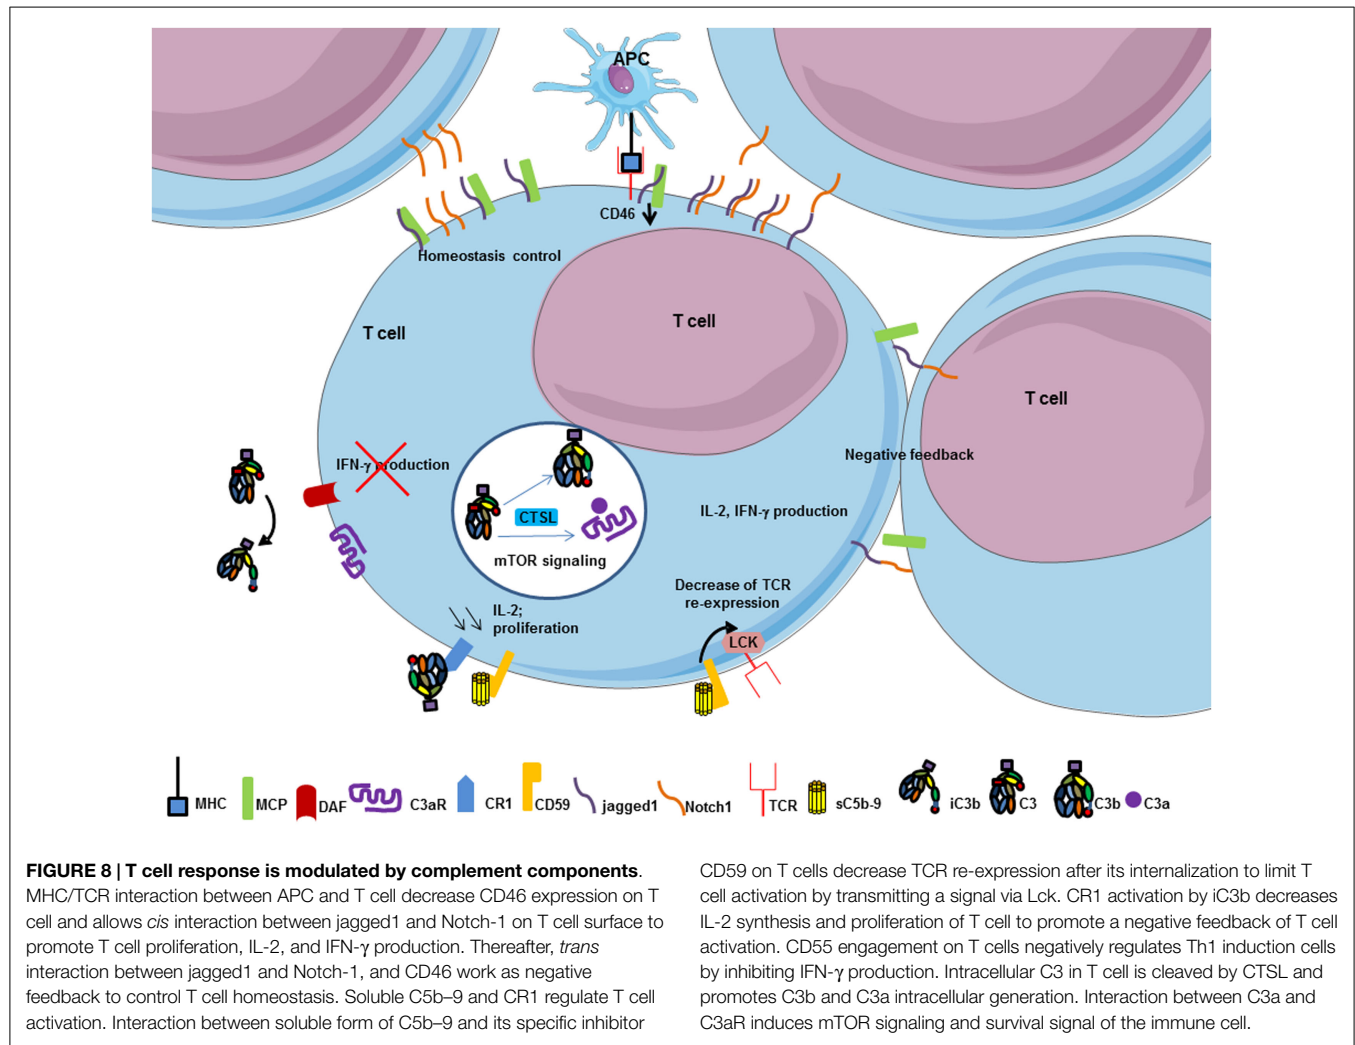 APC
CD46
Homeostasis control
T cell
T cell
T cell
IFN-γ production
Negative feedback
CTSL
IL-2, IFN-γ production
mTOR signaling
Decrease of TCR
re-expression
IL-2;
proliferation
LCK
MHC
MCP
DAF
C3aR
CR1
CD59
jagged1
Notch1
TCR
sC5b-9
iC3b
C3
C3b
C3a
FIGURE 8 | T cell response is modulated by complement components.
MHC/TCR interaction between APC and T cell decrease CD46 expression on T
cell and allows cis interaction between jagged1 and Notch-1 on T cell surface to
promote T cell proliferation, IL-2, and IFN-γ production. Thereafter, trans
interaction between jagged1 and Notch-1, and CD46 work as negative
feedback to control T cell homeostasis. Soluble C5b–9 and CR1 regulate T cell
activation. Interaction between soluble form of C5b–9 and its specific inhibitor
CD59 on T cells decrease TCR re-expression after its internalization to limit T
cell activation by transmitting a signal via Lck. CR1 activation by iC3b decreases
IL-2 synthesis and proliferation of T cell to promote a negative feedback of T cell
activation. CD55 engagement on T cells negatively regulates Th1 induction cells
by inhibiting IFN-γ production. Intracellular C3 in T cell is cleaved by CTSL and
promotes C3b and C3a intracellular generation. Interaction between C3a and
C3aR induces mTOR signaling and survival signal of the immune cell.